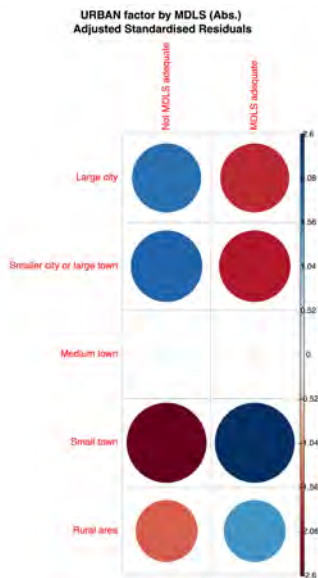 URBAN factor by MDLS (Abs.)
Adjusted Standardised Residuals
Not MDLS adequate
MDLS adequate
2.6
Large city
2.08
1.56
Smaller city or large town
1.04
0.52
Medium town
0
-0.52
Small town
-1.04
-1.56
Rural area
-2.08
-2.6